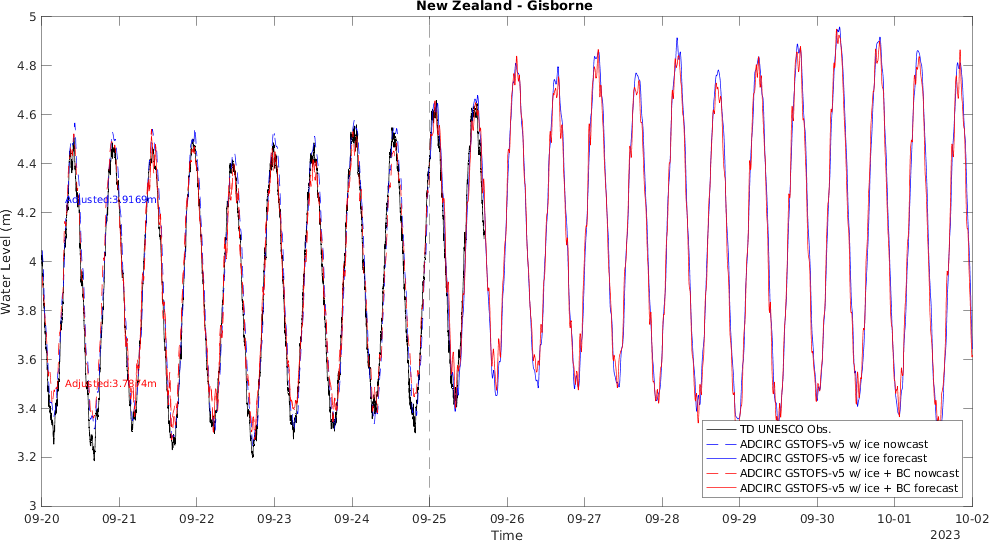 New Zealand - Gisborne
5
4.8
4.6
4.4
4.2
4
3.8
3.6
3.4
3.2
3
Water Level (m)
Adjusted:3.9169m
Adjusted:3.7374m
TD UNESCO Obs.
ADCIRC GSTOFS-v5 w/ ice nowcast
ADCIRC GSTOFS-v5 w/ ice forecast
ADCIRC GSTOFS-v5 w/ ice + BC nowcast
ADCIRC GSTOFS-v5 w/ ice + BC forecast
09-20 09-21 09-22 09-23 09-24 09-25 09-26 09-27 09-28 09-29 09-30 10-01 10-02
Time
2023